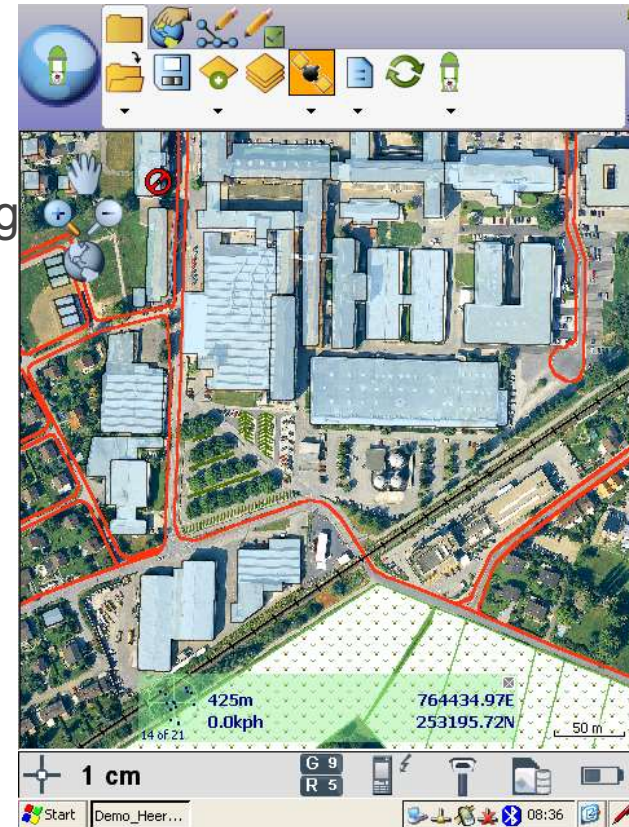 g
425m 764434.97E
0.0kph 253195.72N
14 of 21
50 m
1 cm
G 9
R 5
Start Demo_Heer... 08:36